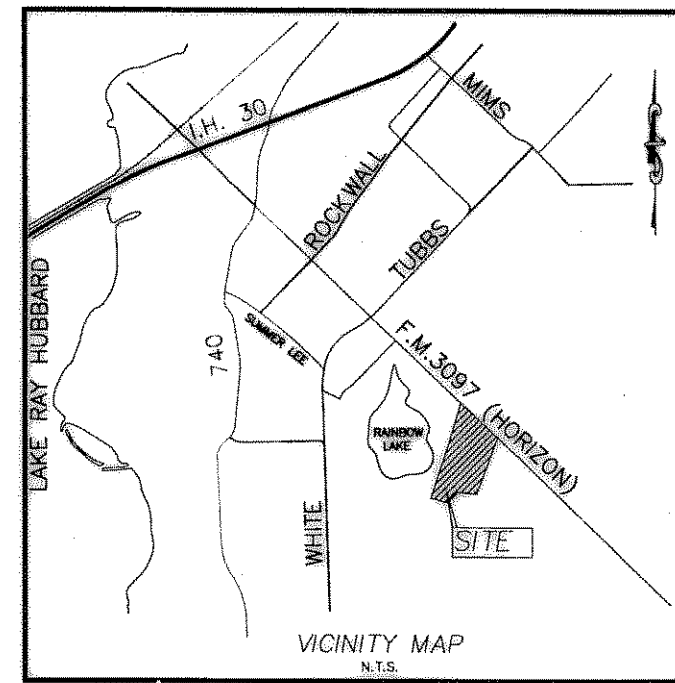 I.H. 30
MIMS
ROCKWALL
TUBBS
LAKE RAY HUBBARD
740
SUMMER LEE
F.M.3097 (HORIZON)
RAINBOW
LAKE
WHITE
SITE
VICINITY MAP
N.T.S.